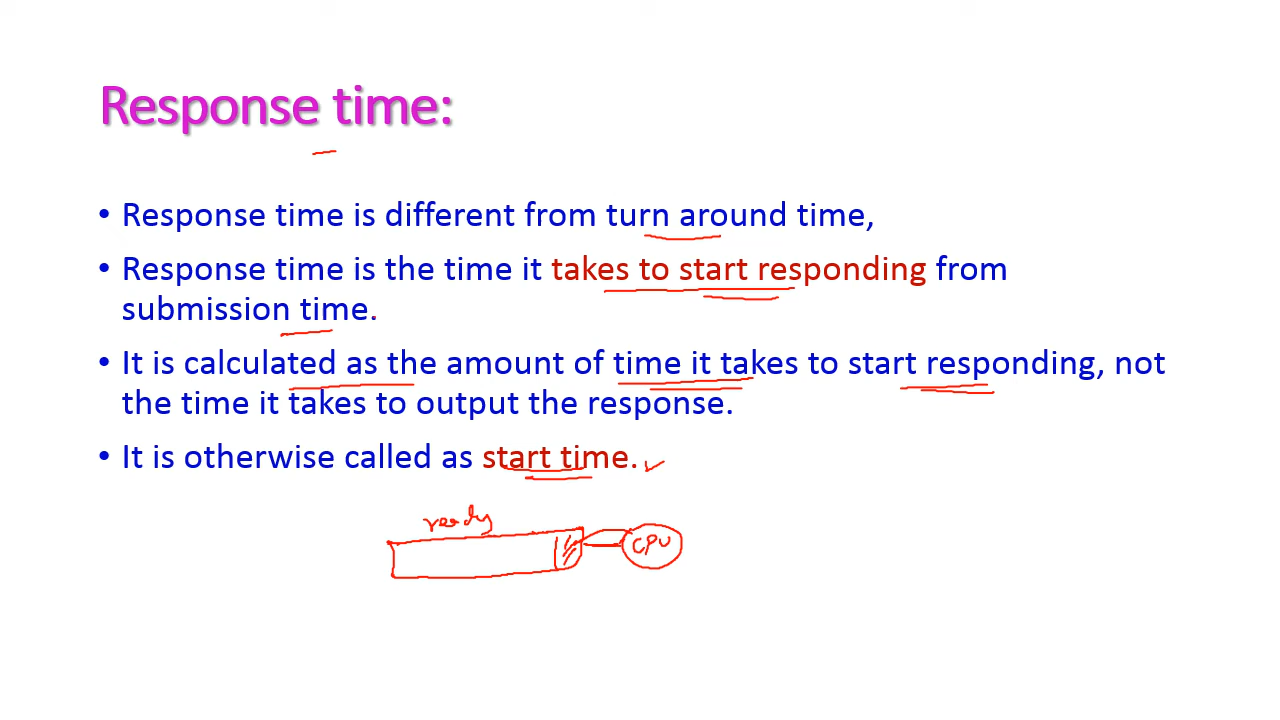 Response time:
• Response time is different from turn around time,
• Response time is the time it takes to start responding from
submission time.
• It is calculated as the amount of time it takes to start responding, not
the time it takes to output the response.
• It is otherwise called as start time.
ready
CPU